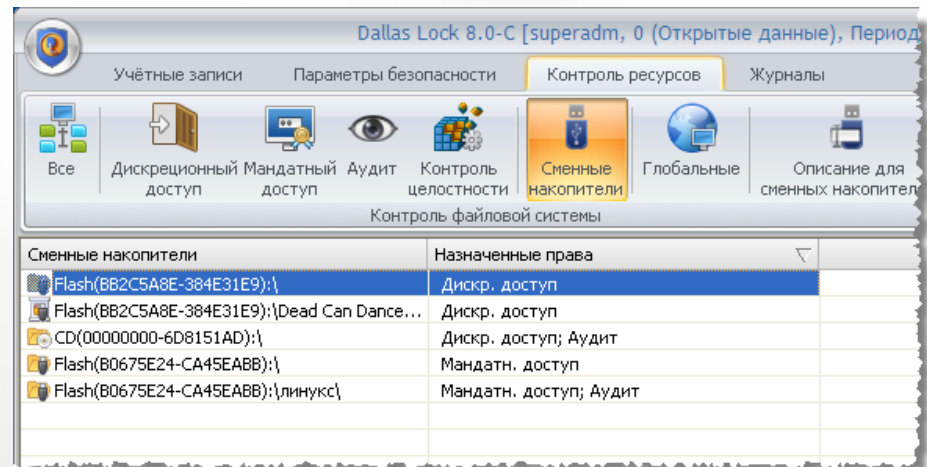 Dallas Lock 8.0-C [superadm, 0 (Открытые данные), Период
Учётные записи Параметры безопасности Контроль ресурсов Журналы
Все Дискреционный доступ Мандатный доступ Аудит Контроль целостности Сменные накопители Глобальные Описание для сменных накопител
Контроль файловой системы
Сменные накопители Назначенные права
Flash(BB2C5A8E-384E31E9):\ Дискр. доступ
Flash(BB2C5A8E-384E31E9):\Dead Can Dance... Дискр. доступ
CD(00000000-6D8151AD):\ Дискр. доступ; Аудит
Flash(B0675E24-CA45EABB):\ Мандатн. доступ
Flash(B0675E24-CA45EABB):\линукс\ Мандатн. доступ; Аудит